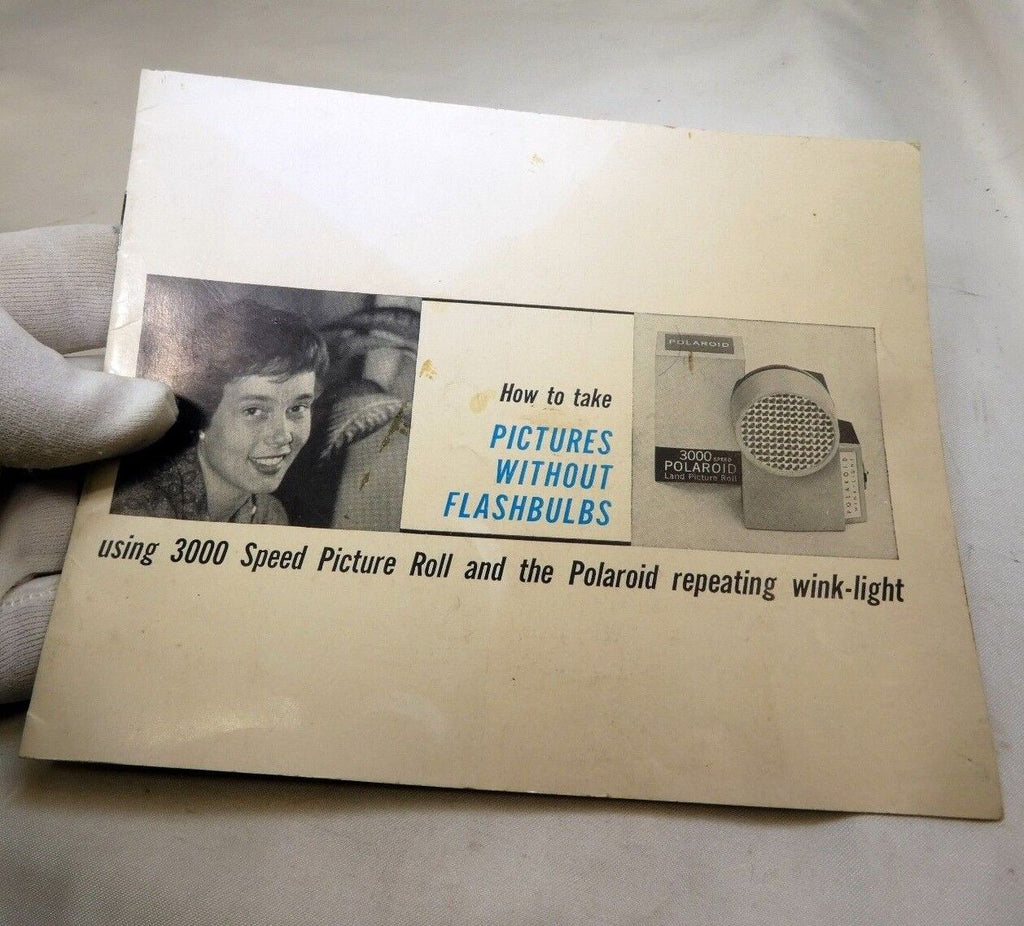 How to take
PICTURES
WITHOUT
FLASHBULBS
POLAROID
3000 SPEED
POLAROID
Land Picture Roll
POLAROID
using 3000 Speed Picture Roll and the Polaroid repeating wink-light